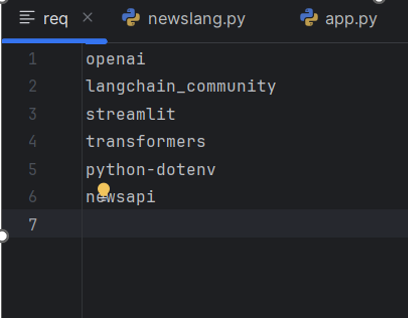 req newslang.py app.py
1 openai
2 langchain_community
3 streamlit
4 transformers
5 python-dotenv
6 newsapi
7